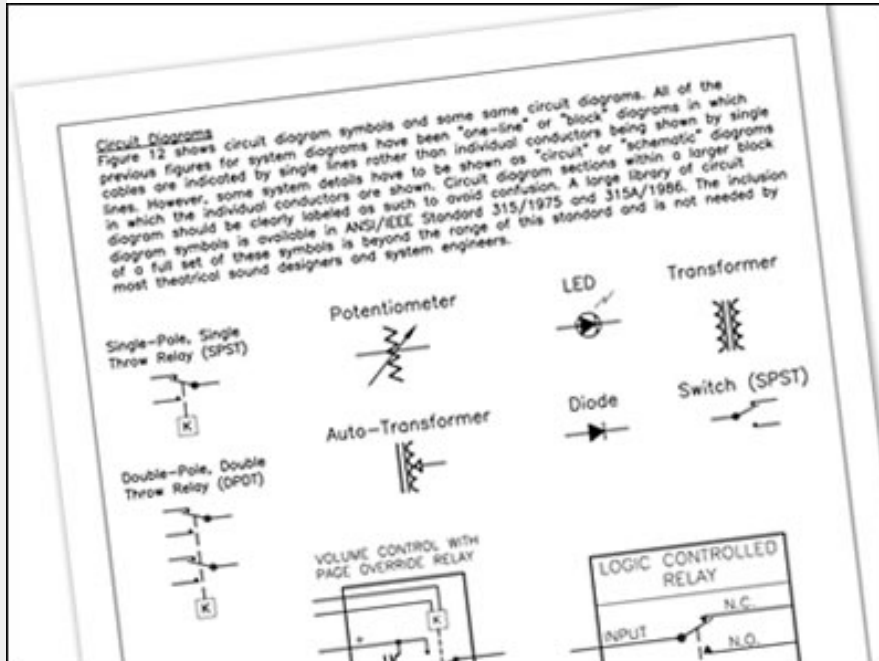 Circuit Diagrams
Figure 12 shows circuit diagram symbols and some same circuit diagrams. All of the
previous figures for system diagrams have been "one-line" or "block" diagrams in which
cables are indicated by single lines rather than individual conductors being shown by single
lines. However, some system details have to be shown as "circuit" or "schematic" diagrams
in which the individual conductors are shown. Circuit diagram sections within a larger block
diagram should be clearly labeled as such to avoid confusion. A large library of circuit
diagram symbols is available in ANSI/IEEE Standard 315/1975 and 315A/1986. The inclusion
of a full set of these symbols is beyond the range of this standard and is not needed by
most theatrical sound designers and system engineers.
Single-Pole, Single
Throw Relay (SPST)
K
Potentiometer
LED
Transformer
Double-Pole, Double
Throw Relay (DPDT)
K
Auto-Transformer
Diode
Switch (SPST)
VOLUME CONTROL WITH
PAGE OVERRIDE RELAY
K
+
LOGIC CONTROLLED
RELAY
INPUT
N.C.
N.O.